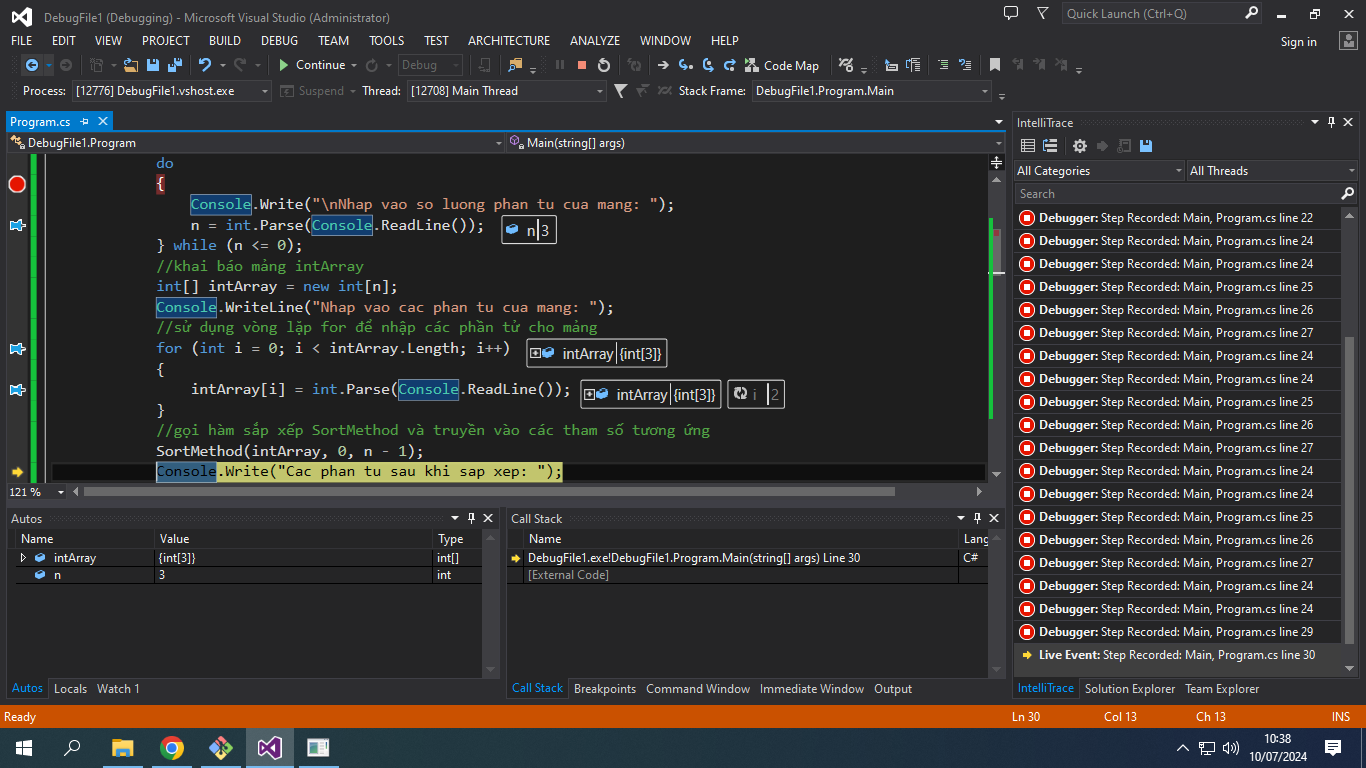 DebugFile1 (Debugging) - Microsoft Visual Studio (Administrator)
Quick Launch (Ctrl+Q)
FILE EDIT VIEW PROJECT BUILD DEBUG TEAM TOOLS TEST ARCHITECTURE ANALYZE WINDOW HELP
Sign in
Continue Debug Code Map
Process: [12776] DebugFile1.vshost.exe Suspend Thread: [12708] Main Thread Stack Frame: DebugFile1.Program.Main
Program.cs
DebugFile1.Program Main(string[] args)
do
{
Console.Write("\nNhap vao so luong phan tu cua mang: ");
n = int.Parse(Console.ReadLine()); n 3
} while (n <= 0);
//khai báo mảng intArray
int[] intArray = new int[n];
Console.WriteLine("Nhap vao cac phan tu cua mang: ");
//sử dụng vòng lặp for để nhập các phần tử cho mảng
for (int i = 0; i < intArray.Length; i++) intArray {int[3]}
{
intArray[i] = int.Parse(Console.ReadLine()); intArray {int[3]} i 2
}
//gọi hàm sắp xếp SortMethod và truyền vào các tham số tương ứng
SortMethod(intArray, 0, n - 1);
Console.Write("Cac phan tu sau khi sap xep: ");
121 %
Autos
Name Value Type
intArray {int[3]} int[]
n 3 int
Autos Locals Watch 1
Call Stack
Name Lang
DebugFile1.exe!DebugFile1.Program.Main(string[] args) Line 30 C#
[External Code]
Call Stack Breakpoints Command Window Immediate Window Output
IntelliTrace
All Categories All Threads
Search
Debugger: Step Recorded: Main, Program.cs line 22
Debugger: Step Recorded: Main, Program.cs line 24
Debugger: Step Recorded: Main, Program.cs line 24
Debugger: Step Recorded: Main, Program.cs line 25
Debugger: Step Recorded: Main, Program.cs line 26
Debugger: Step Recorded: Main, Program.cs line 27
Debugger: Step Recorded: Main, Program.cs line 24
Debugger: Step Recorded: Main, Program.cs line 24
Debugger: Step Recorded: Main, Program.cs line 25
Debugger: Step Recorded: Main, Program.cs line 26
Debugger: Step Recorded: Main, Program.cs line 27
Debugger: Step Recorded: Main, Program.cs line 24
Debugger: Step Recorded: Main, Program.cs line 24
Debugger: Step Recorded: Main, Program.cs line 25
Debugger: Step Recorded: Main, Program.cs line 26
Debugger: Step Recorded: Main, Program.cs line 27
Debugger: Step Recorded: Main, Program.cs line 24
Debugger: Step Recorded: Main, Program.cs line 24
Debugger: Step Recorded: Main, Program.cs line 29
Live Event: Step Recorded: Main, Program.cs line 30
IntelliTrace Solution Explorer Team Explorer
Ready Ln 30 Col 13 Ch 13 INS
10:38
10/07/2024